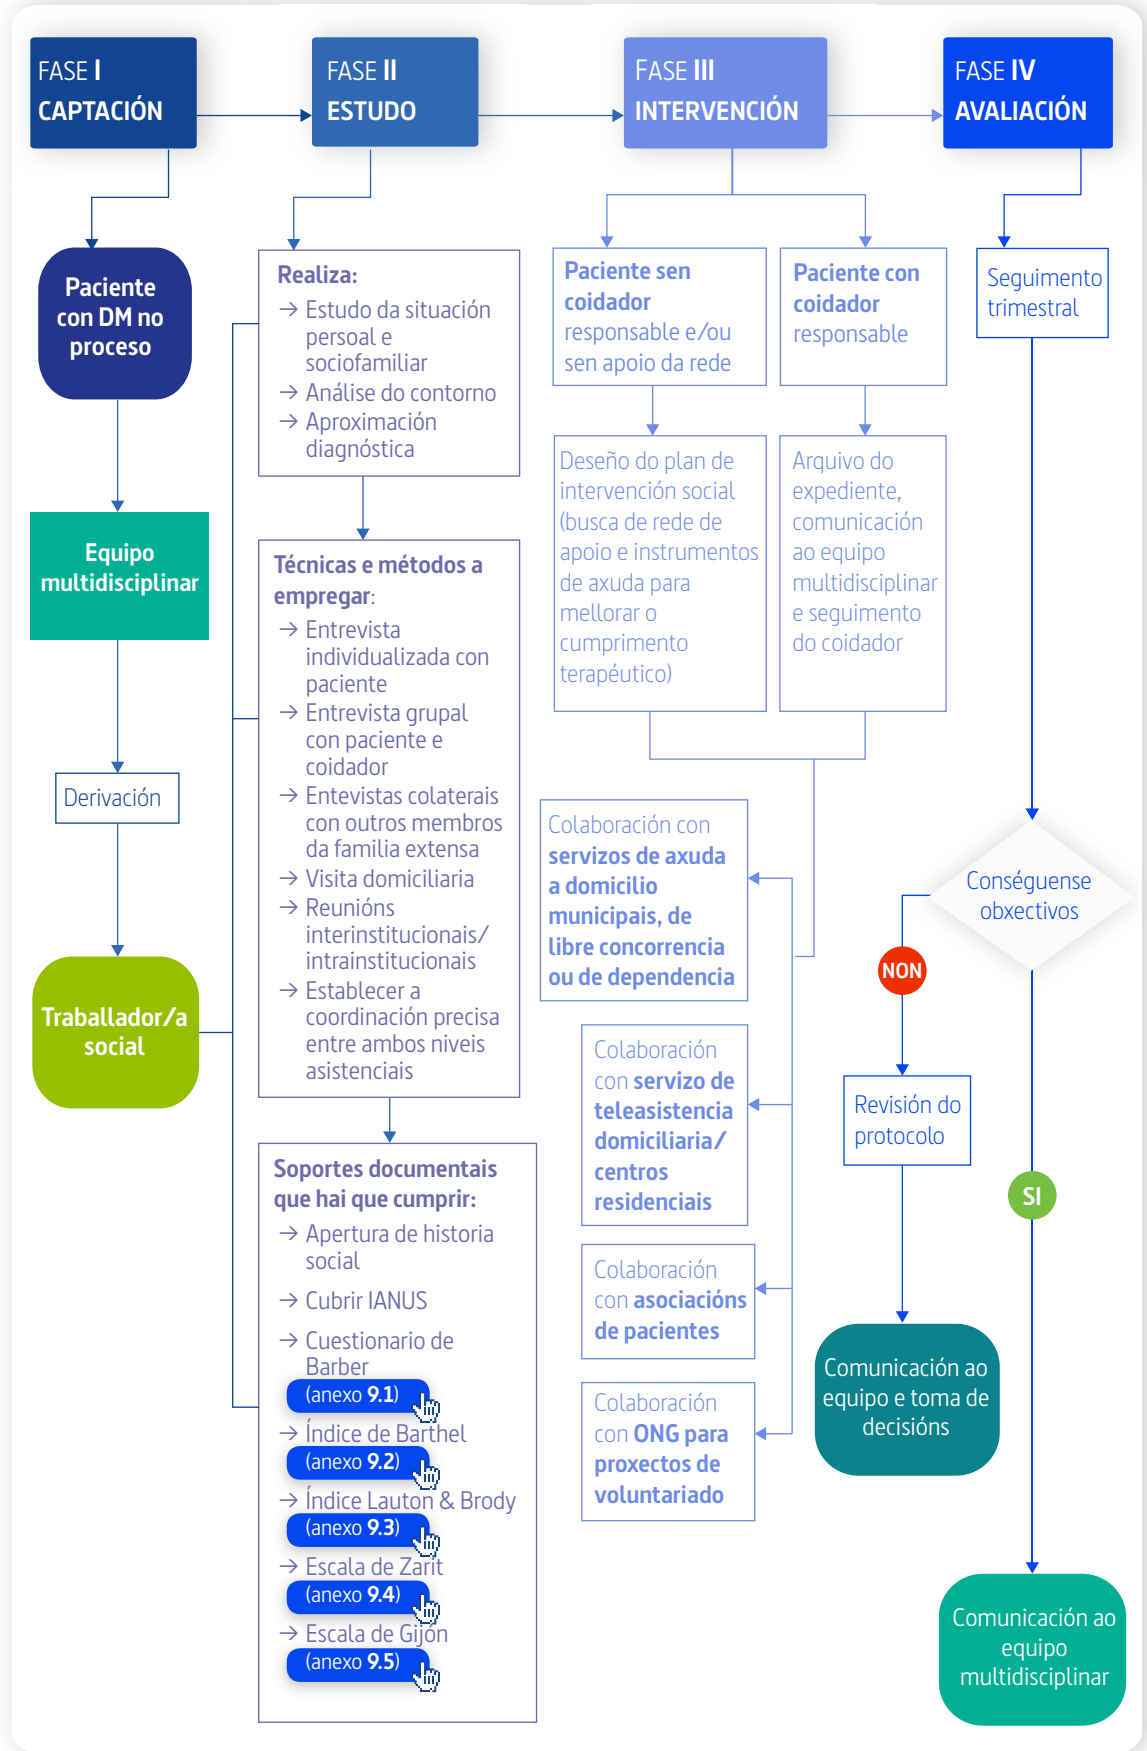 FASE I
CAPTACIÓN
FASE II
ESTUDO
FASE III
INTERVENCIÓN
FASE IV
AVALIACIÓN
Paciente
con DM no
proceso
Equipo
multidisciplinar
Derivación
Traballador/a
social
Realiza:
→ Estudo da situación
persoal e
sociofamiliar
→ Análise do contorno
→ Aproximación
diagnóstica
Técnicas e métodos a
empregar:
→ Entrevista
individualizada con
paciente
→ Entrevista grupal
con paciente e
coidador
→ Entevistas colaterais
con outros membros
da familia extensa
→ Visita domiciliaria
→ Reunións
interinstitucionais/
intrainstitucionais
→ Establecer a
coordinación precisa
entre ambos niveis
asistenciais
Soportes documentais
que hai que cumprir:
→ Apertura de historia
social
→ Cubrir IANUS
→ Cuestionario de
Barber
(anexo 9.1)
→ Índice de Barthel
(anexo 9.2)
→ Índice Lauton & Brody
(anexo 9.3)
→ Escala de Zarit
(anexo 9.4)
→ Escala de Gijón
(anexo 9.5)
Paciente sen
coidador
responsable e/ou
sen apoio da rede
Deseño do plan de
intervención social
(busca de rede de
apoio e instrumentos
de axuda para
mellorar o
cumprimento
terapéutico)
Paciente con
coidador
responsable
Arquivo do
expediente,
comunicación
ao equipo
multidisciplinar
e seguimento
do coidador
Colaboración con
servizos de axuda
a domicilio
municipais, de
libre concorrencia
ou de dependencia
Colaboración
con servizo de
teleasistencia
domiciliaria/
centros
residenciais
Colaboración
con asociacións
de pacientes
Colaboración
con ONG para
proxectos de
voluntariado
Seguimento
trimestral
Conséguense
obxectivos
NON
Revisión do
protocolo
Comunicación ao
equipo e toma de
decisións
SI
Comunicación ao
equipo
multidisciplinar